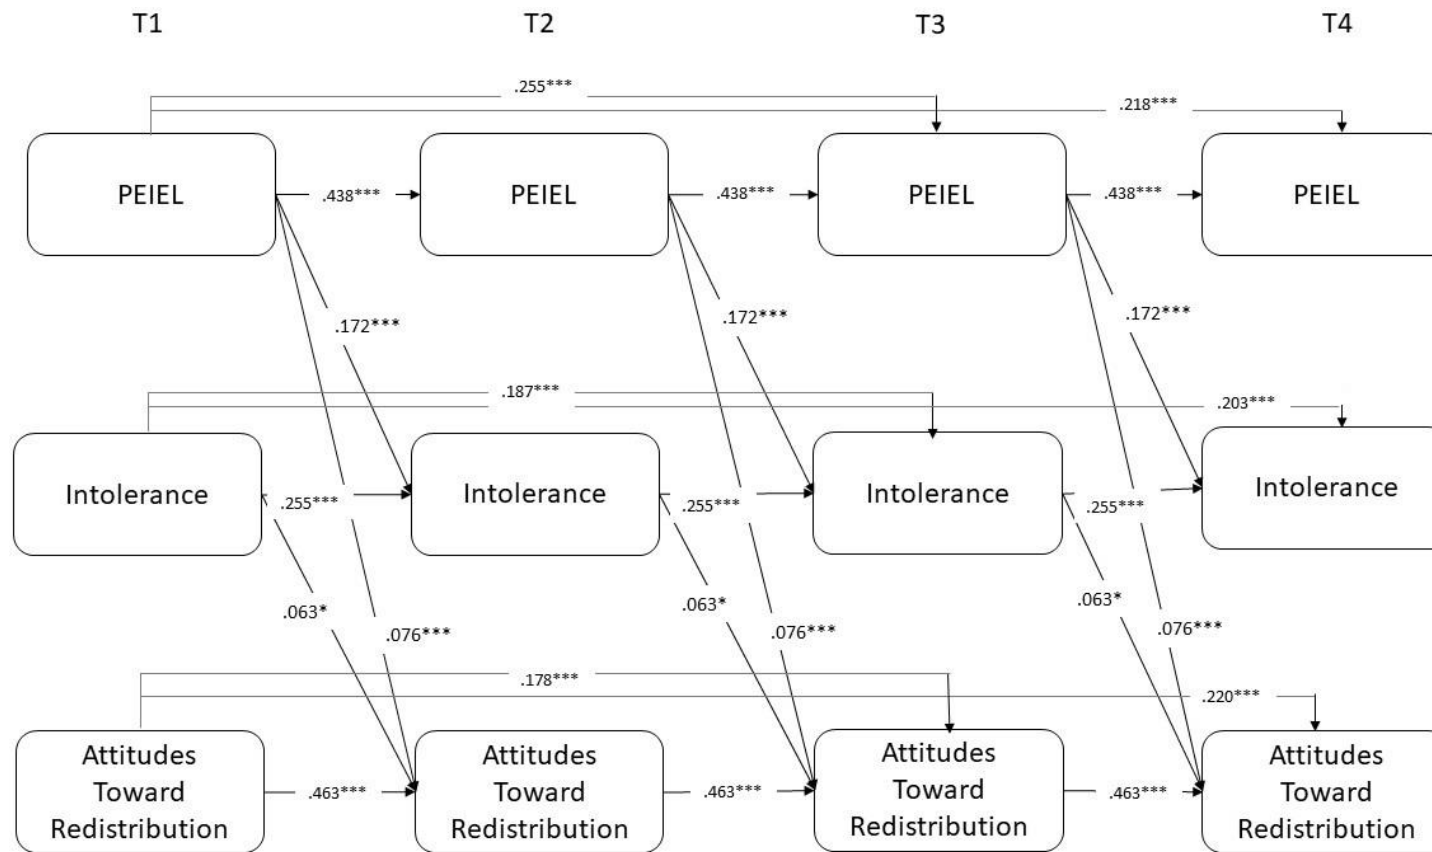 T1 T2 T3 T4
.255***
.218***
PEIEL .438*** PEIEL .438*** PEIEL .438*** PEIEL
.172*** .172*** .172***
.187***
.203***
Intolerance .255*** Intolerance .255*** Intolerance .255*** Intolerance
.063* .063* .063*
.076*** .076*** .076***
.178***
.220***
Attitudes Attitudes Attitudes Attitudes
Toward .463*** Toward .463*** Toward .463*** Toward
Redistribution Redistribution Redistribution Redistribution